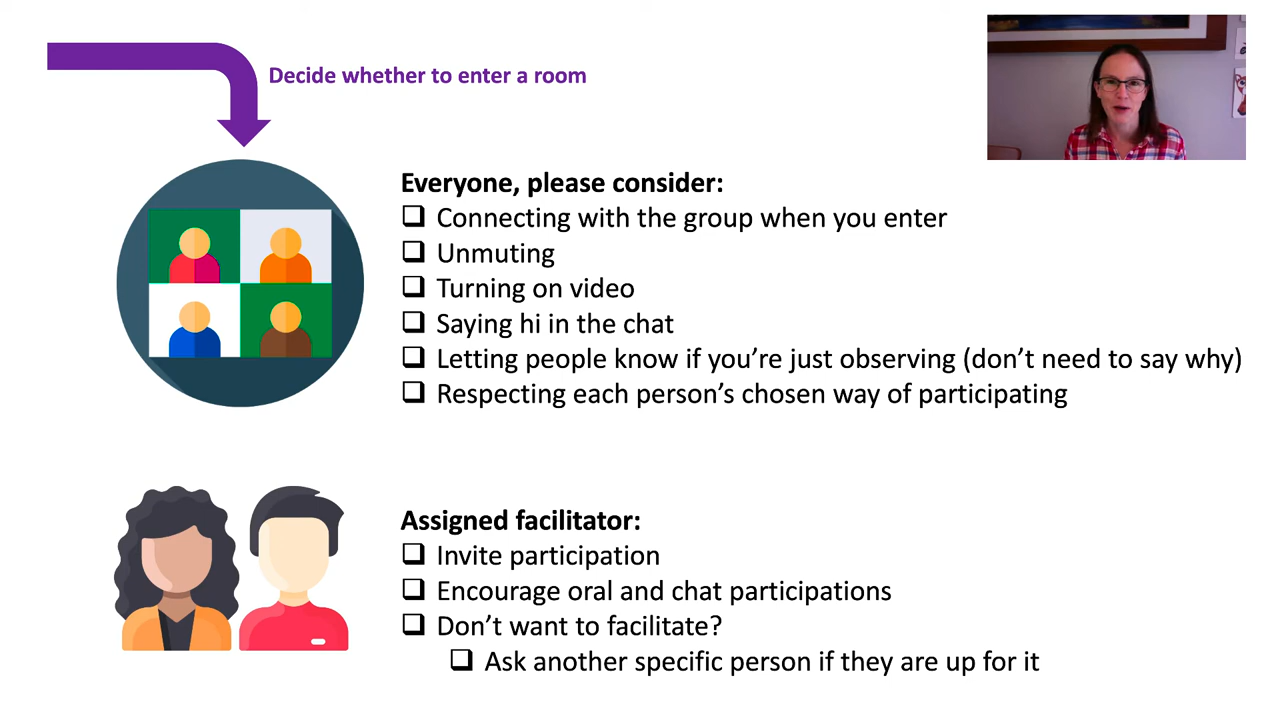 Decide whether to enter a room
Everyone, please consider:
Connecting with the group when you enter
Unmuting
Turning on video
Saying hi in the chat
Letting people know if you’re just observing (don’t need to say why)
Respecting each person’s chosen way of participating
Assigned facilitator:
Invite participation
Encourage oral and chat participations
Don’t want to facilitate?
Ask another specific person if they are up for it